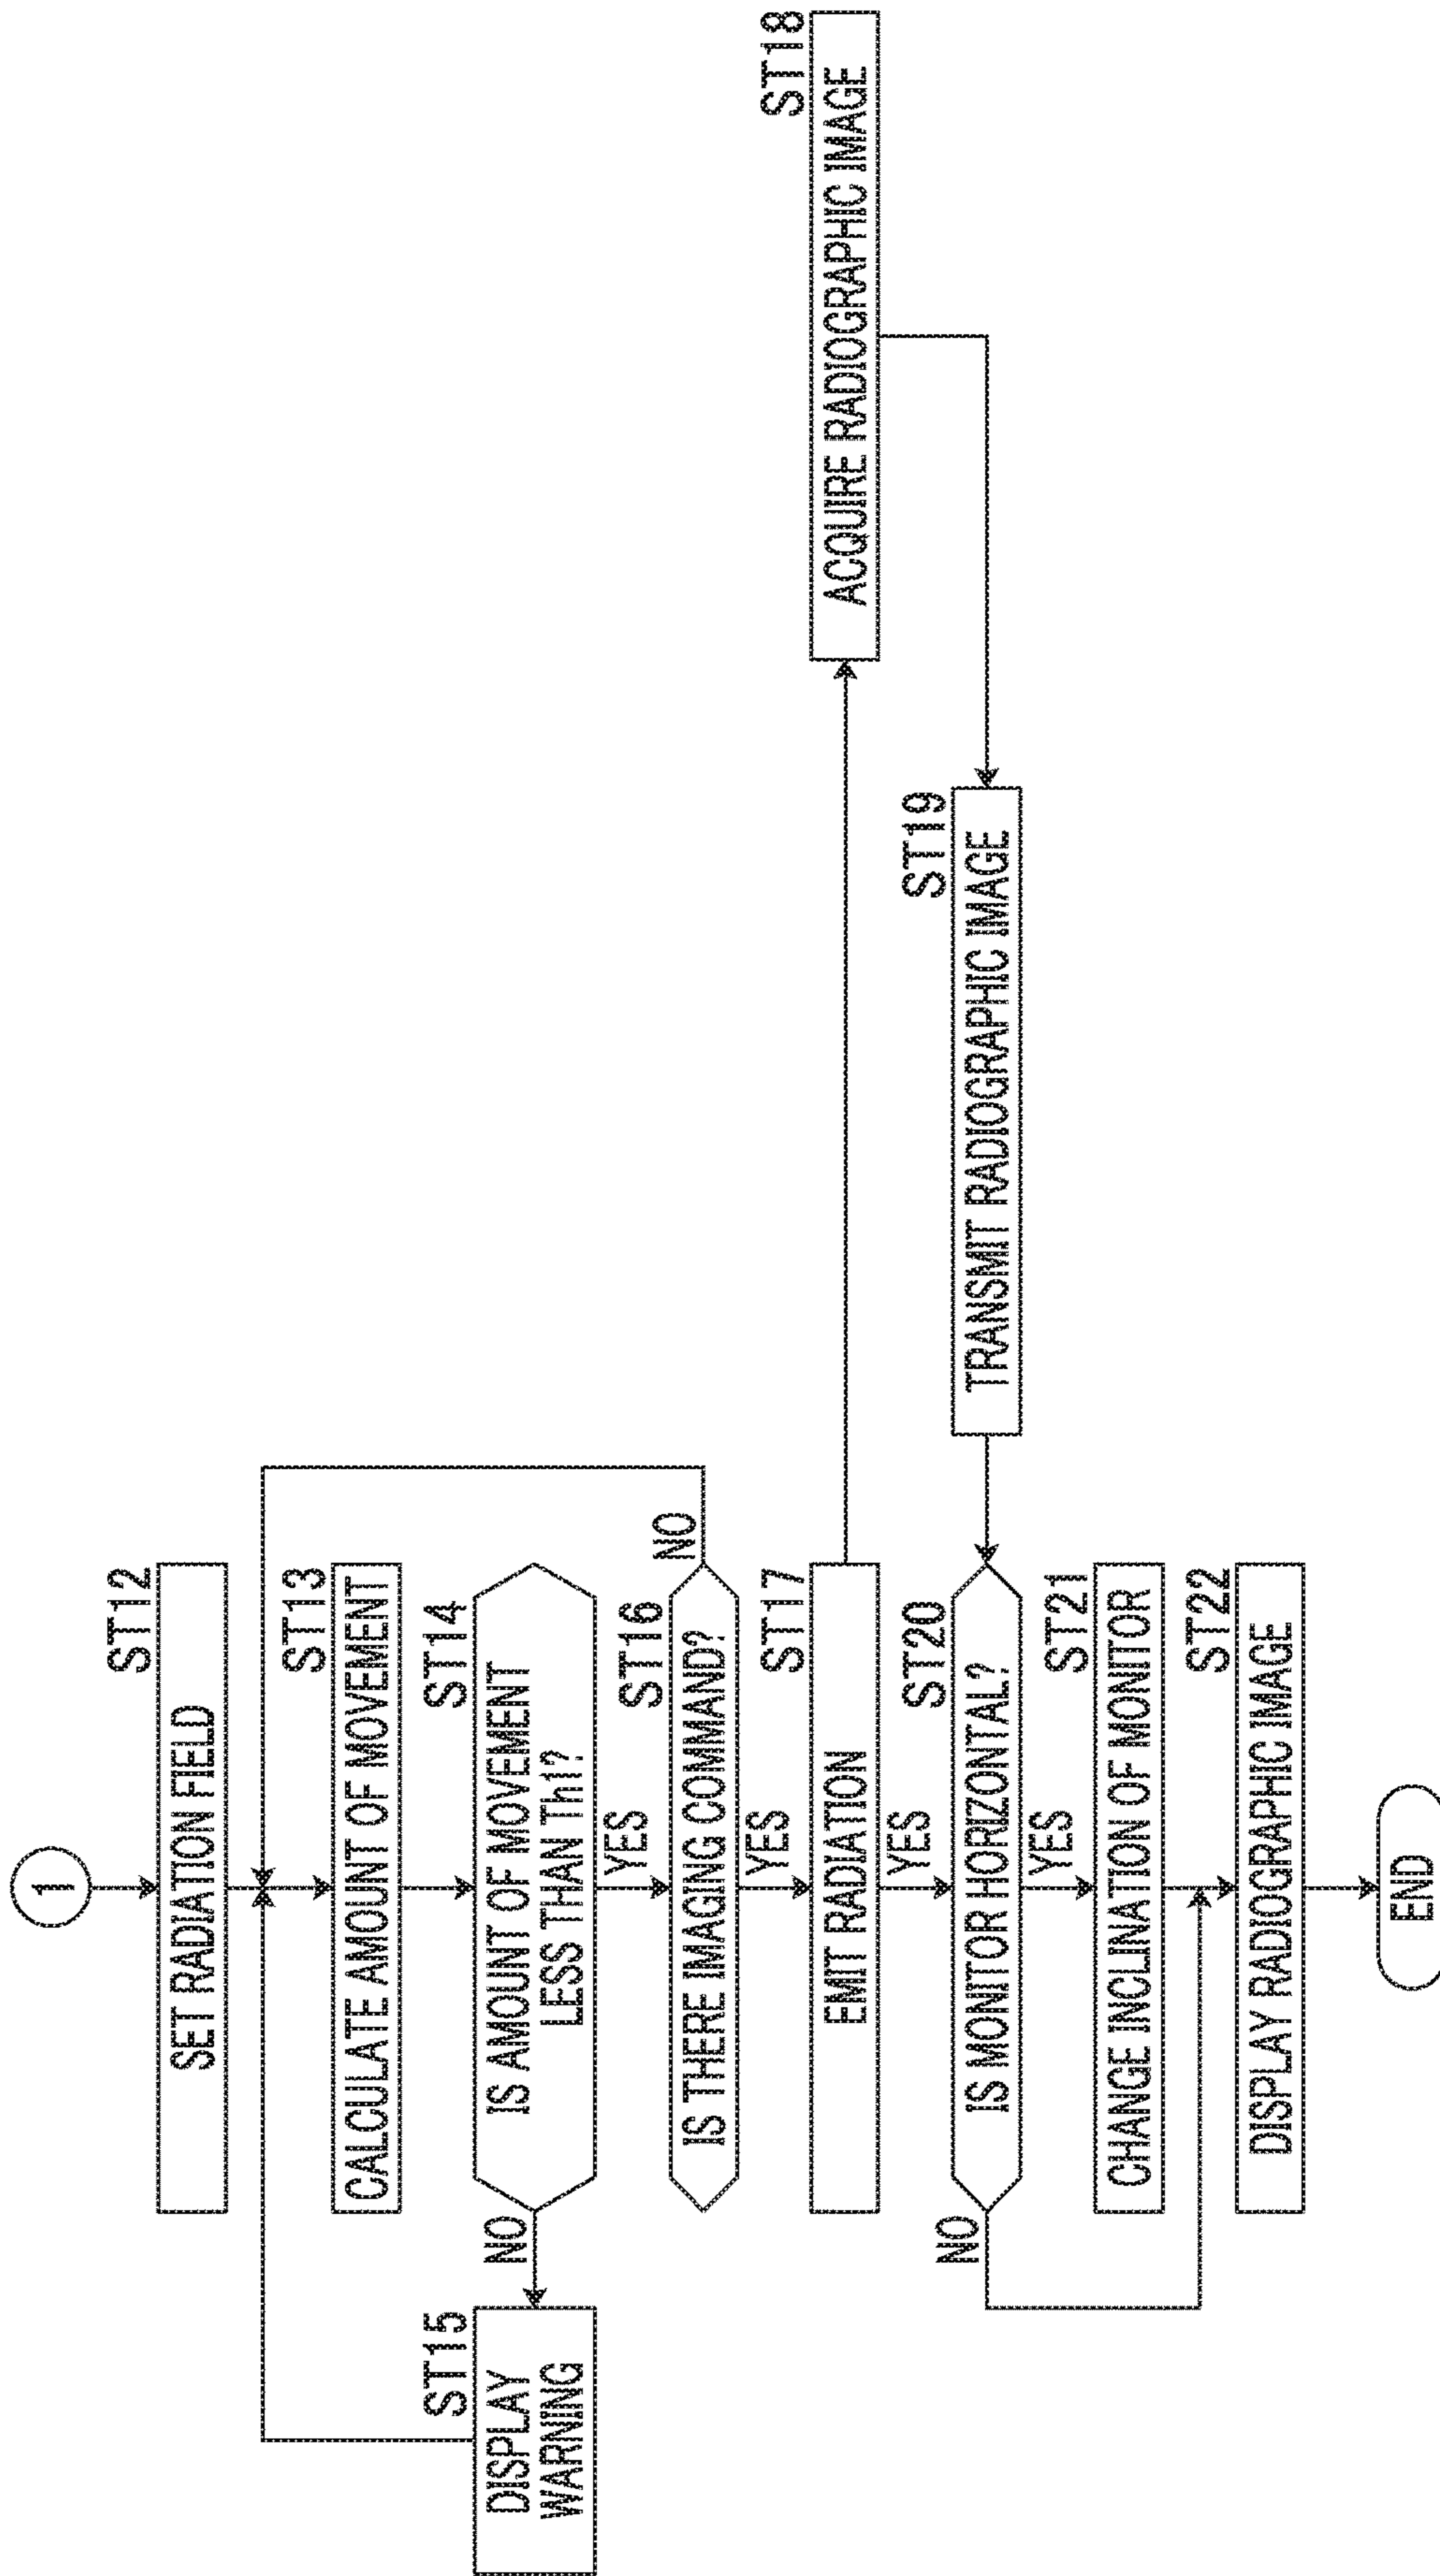 1
ST12
SET RADIATION FIELD
ST13
CALCULATE AMOUNT OF MOVEMENT
ST14
IS AMOUNT OF MOVEMENT
LESS THAN Th1?
NO
ST15
DISPLAY
WARNING
YES
ST16
IS THERE IMAGING COMMAND?
NO
YES
ST17
EMIT RADIATION
ST18
ACQUIRE RADIOGRAPHIC IMAGE
ST19
TRANSMIT RADIOGRAPHIC IMAGE
YES
ST20
IS MONITOR HORIZONTAL?
NO
YES
ST21
CHANGE INCLINATION OF MONITOR
ST22
DISPLAY RADIOGRAPHIC IMAGE
END